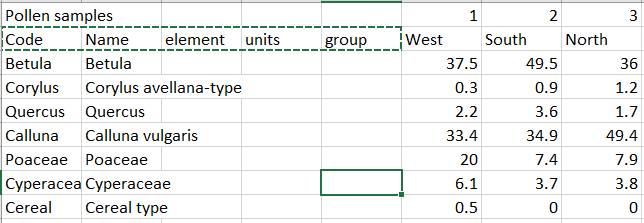 Pollen samples 1 2 3
Code Name element units group West South North
Betula Betula 37.5 49.5 36
Corylus Corylus avellana-type 0.3 0.9 1.2
Quercus Quercus 2.2 3.6 1.7
Calluna Calluna vulgaris 33.4 34.9 49.4
Poaceae Poaceae 20 7.4 7.9
Cyperacea Cyperaceae 6.1 3.7 3.8
Cereal Cereal type 0.5 0 0